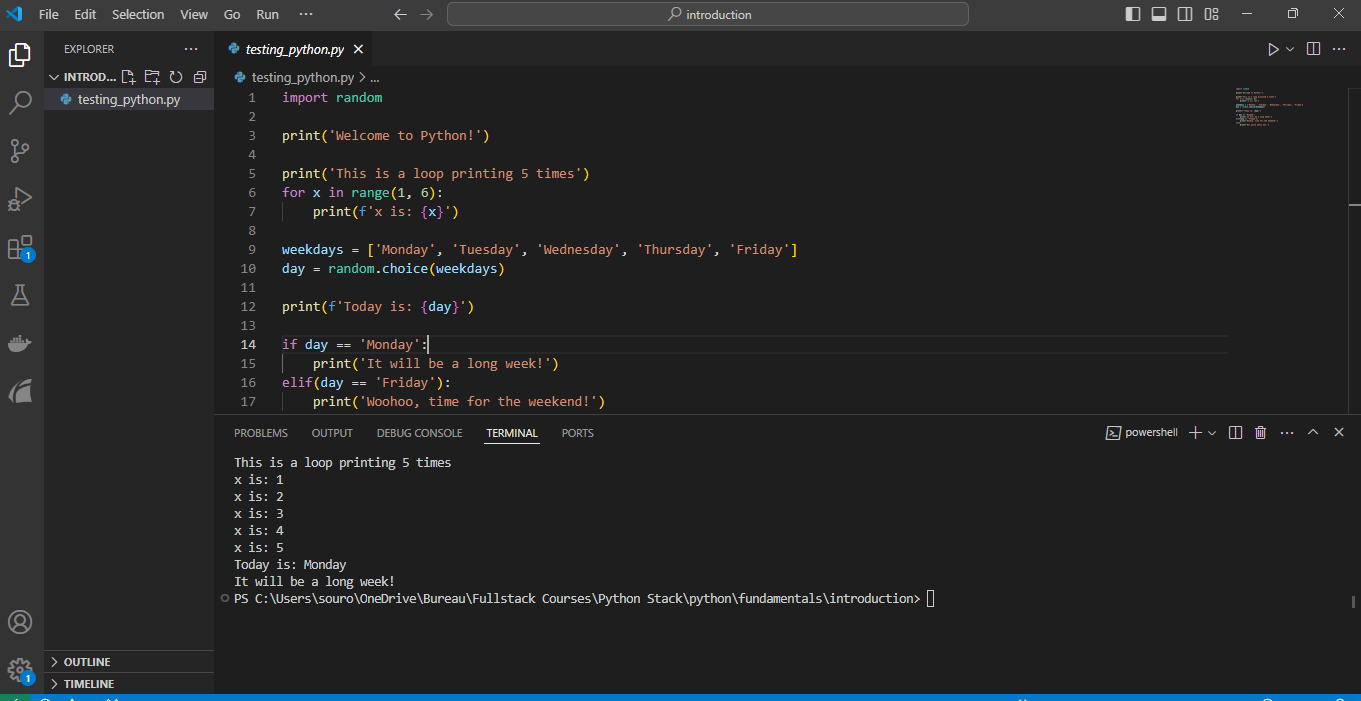 File Edit Selection View Go Run ··· introduction
EXPLORER ···
INTROD...
testing_python.py
OUTLINE
TIMELINE
1
1
testing_python.py
testing_python.py > ...
1 import random
2
3 print('Welcome to Python!')
4
5 print('This is a loop printing 5 times')
6 for x in range(1, 6):
7     print(f'x is: {x}')
8
9 weekdays = ['Monday', 'Tuesday', 'Wednesday', 'Thursday', 'Friday']
10 day = random.choice(weekdays)
11
12 print(f'Today is: {day}')
13
14 if day == 'Monday':
15     print('It will be a long week!')
16 elif(day == 'Friday'):
17     print('Woohoo, time for the weekend!')
PROBLEMS OUTPUT DEBUG CONSOLE TERMINAL PORTS powershell
This is a loop printing 5 times
x is: 1
x is: 2
x is: 3
x is: 4
x is: 5
Today is: Monday
It will be a long week!
PS C:\Users\souro\OneDrive\Bureau\Fullstack Courses\Python Stack\python\fundamentals\introduction>